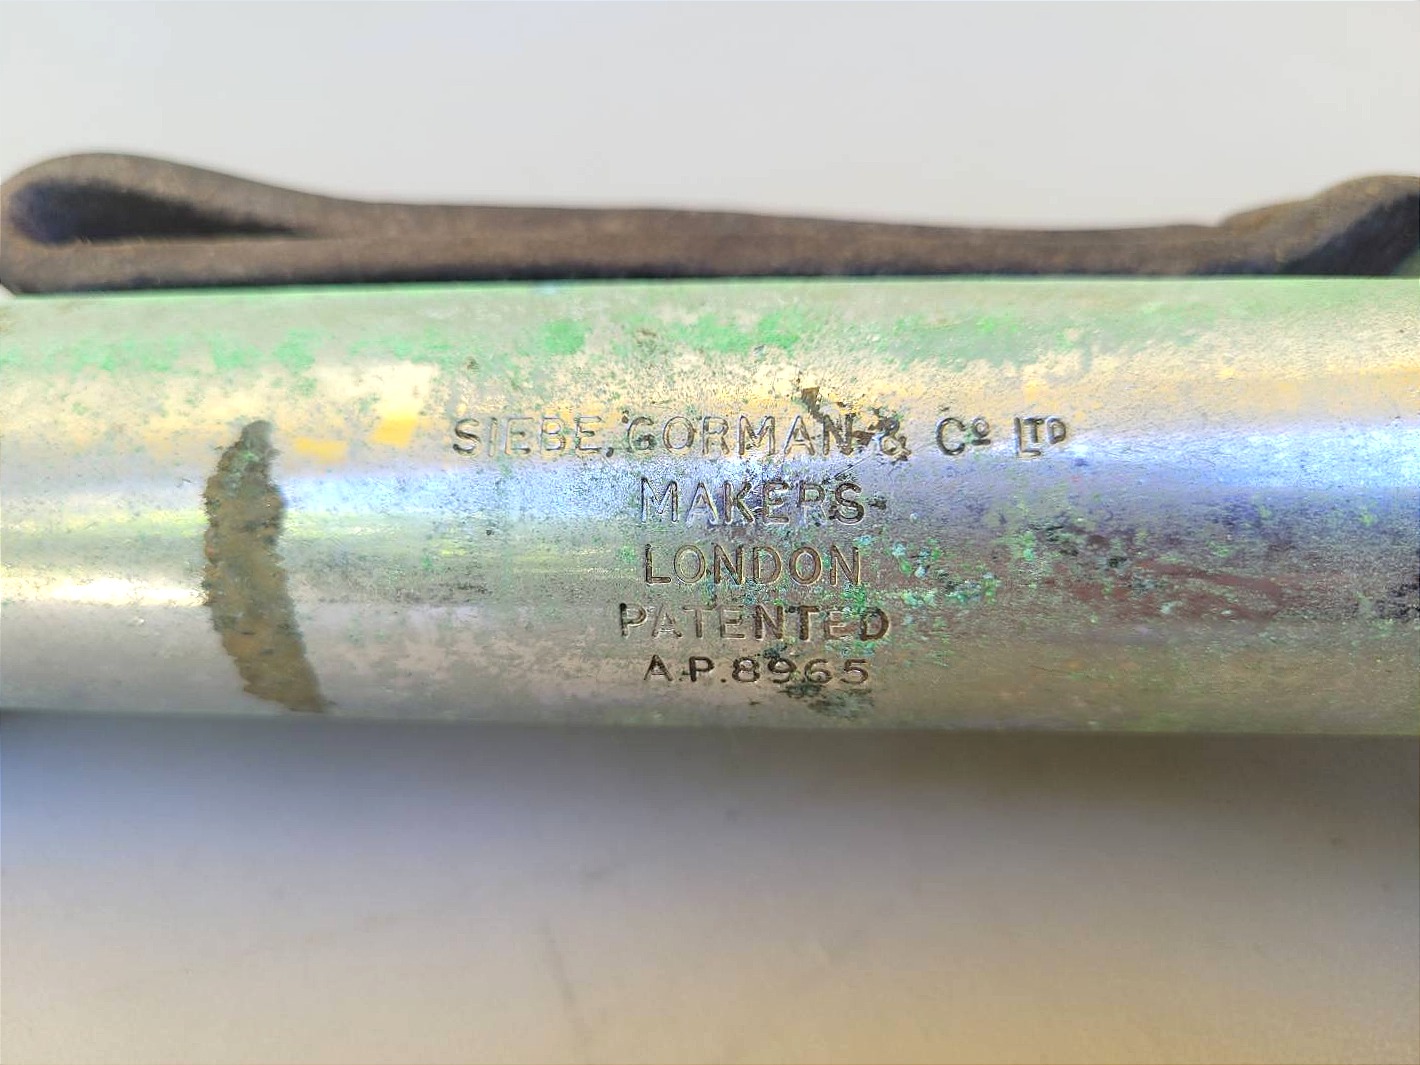 SIEBE, GORMAN & Cº LTD
MAKERS
LONDON
PATENTED
A.P. 8965